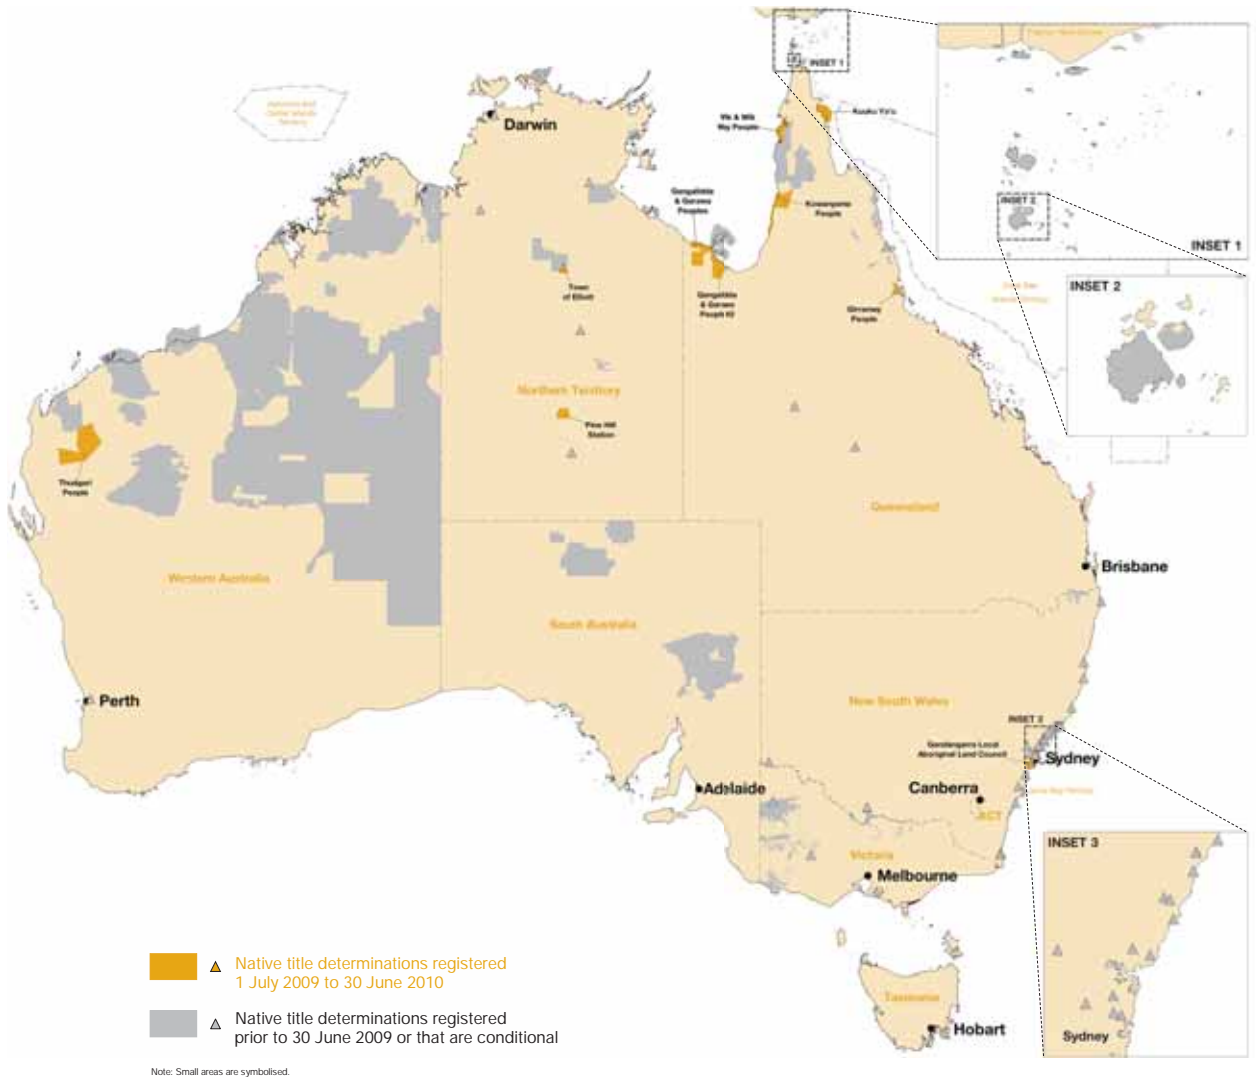 INSET 1
Darwin
Wik & Wik
Way People
Kuuku Ya'u
Gangalidda
& Garawa
Peoples
Kowanyama
People
INSET 2
INSET 1
Town
of Elliott
Gangalidda
& Garawa
People #2
Girramay
People
INSET 2
Northern Territory
Pine Hill
Station
Thudgari
People
Queensland
Western Australia
Brisbane
South Australia
Perth
New South Wales
INSET 3
Gandangara Local
Aboriginal Land Council
Sydney
Adelaide
Canberra
ACT
INSET 3
Victoria
Melbourne
Native title determinations registered
1 July 2009 to 30 June 2010
Tasmania
Native title determinations registered
prior to 30 June 2009 or that are conditional
Hobart
Sydney
Note: Small areas are symbolised.